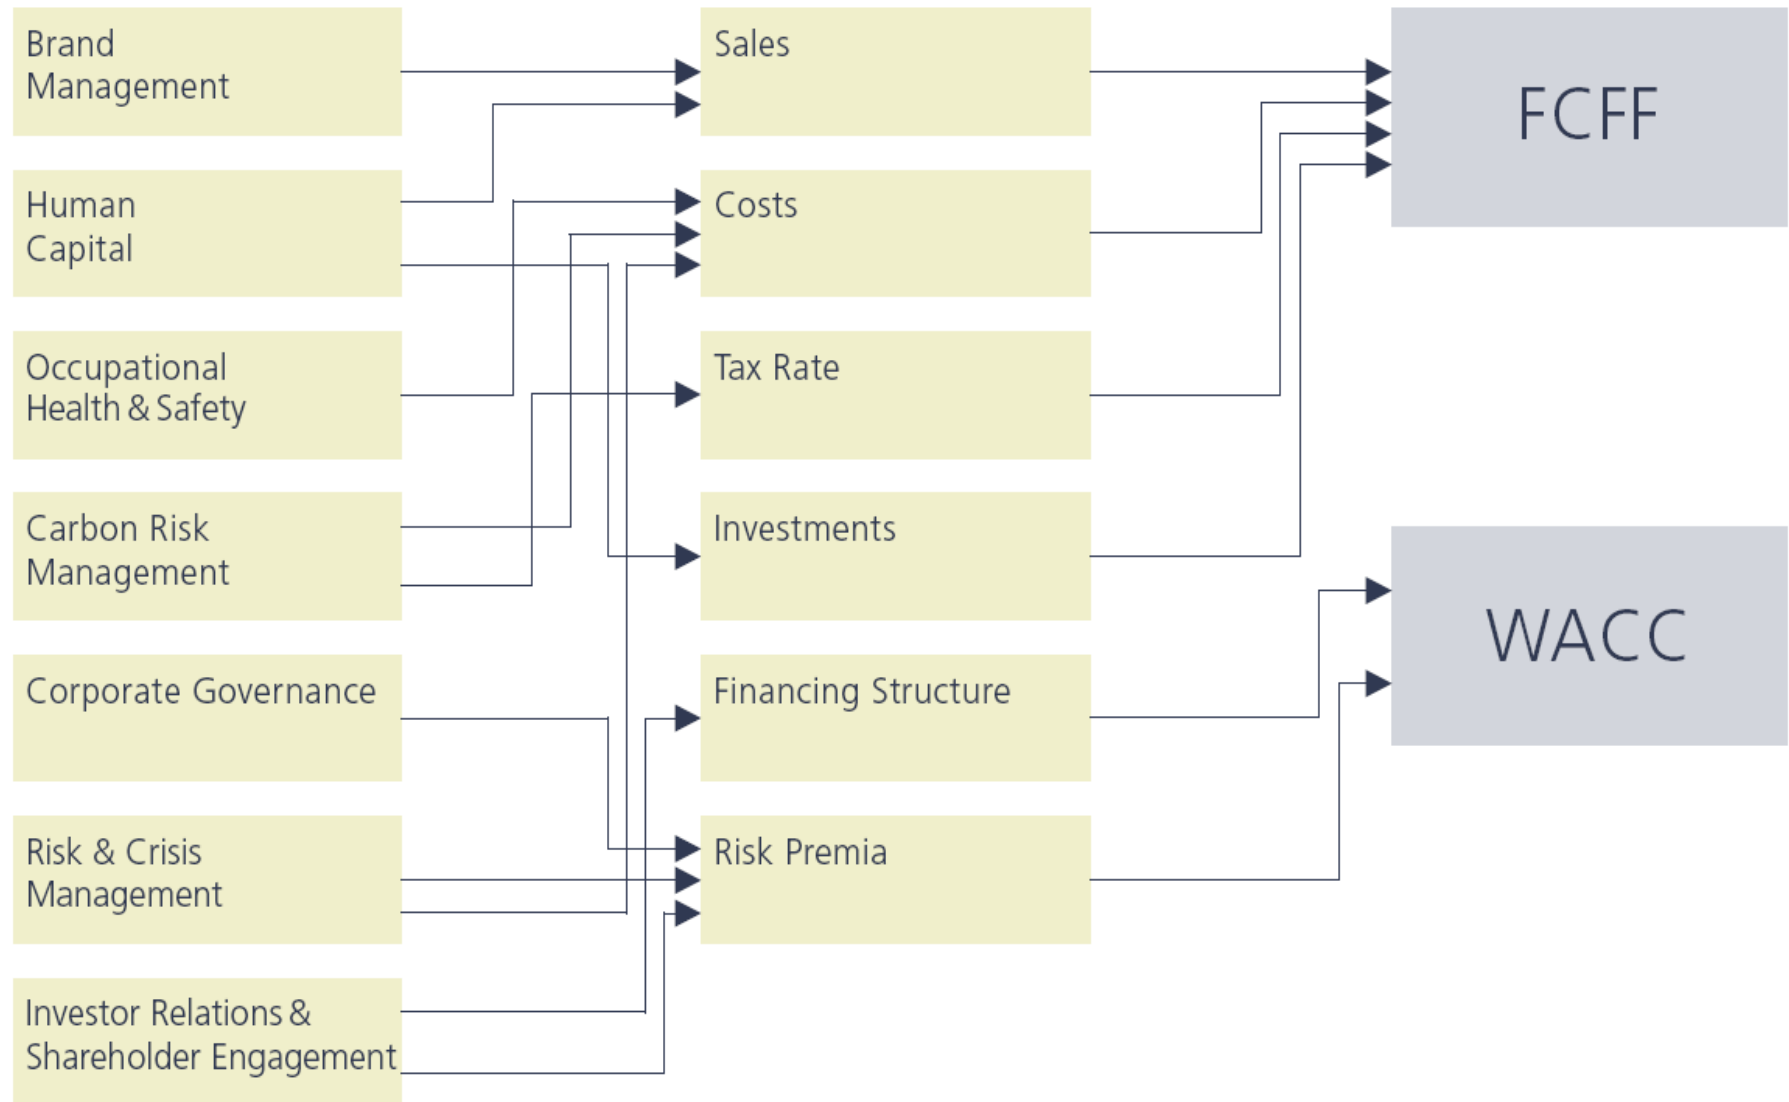 Brand
Management
Human
Capital
Occupational
Health & Safety
Carbon Risk
Management
Corporate Governance
Risk & Crisis
Management
Investor Relations &
Shareholder Engagement
Sales
Costs
Tax Rate
Investments
Financing Structure
Risk Premia
FCFF
WACC